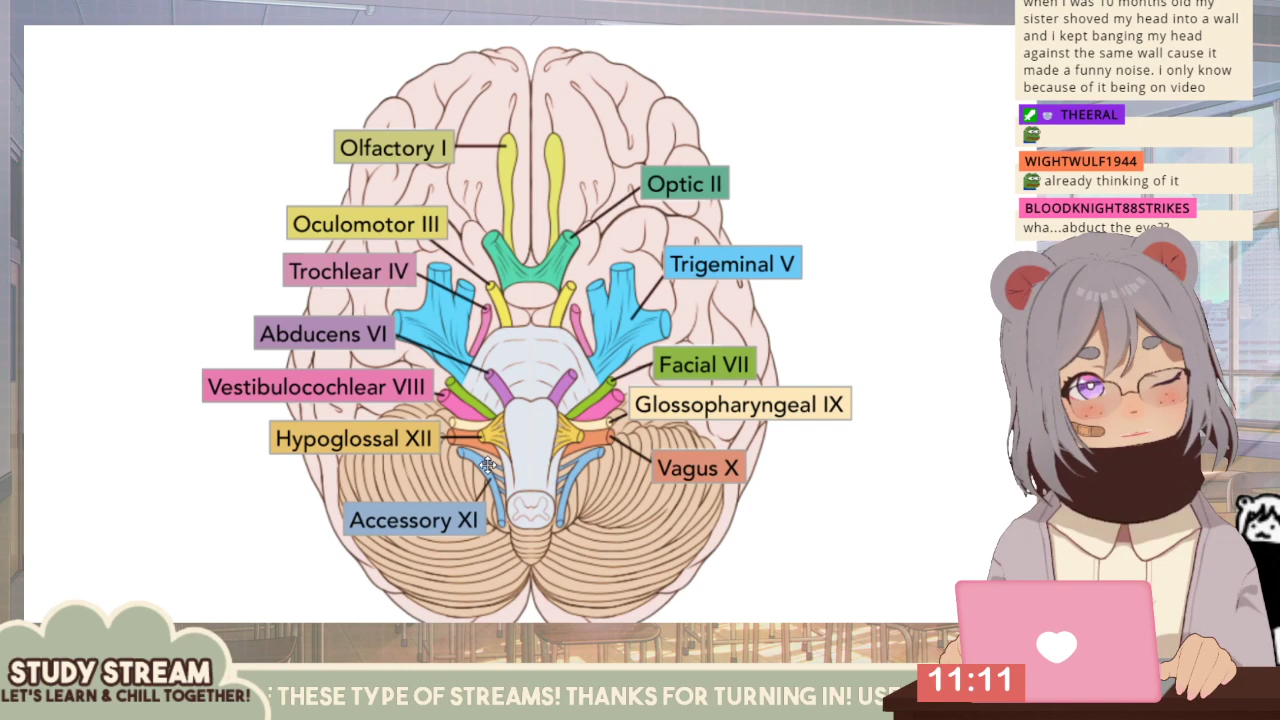 Olfactory I
Optic II
Oculomotor III
Trigeminal V
Trochlear IV
Abducens VI
Facial VII
Vestibulocochlear VIII
Glossopharyngeal IX
Hypoglossal XII
Vagus X
Accessory XI
when I was 10 months old my
sister shoved my head into a wall
and i kept banging my head
against the same wall cause it
made a funny noise. i only know
because of it being on video
THEERAL
WIGHTWULF1944
already thinking of it
BLOODKNIGHT88STRIKES
wha...abduct the eye??
STUDY STREAM
LET'S LEARN & CHILL TOGETHER!
THESE TYPE OF STREAMS! THANKS FOR TURNING IN! USE
11:11